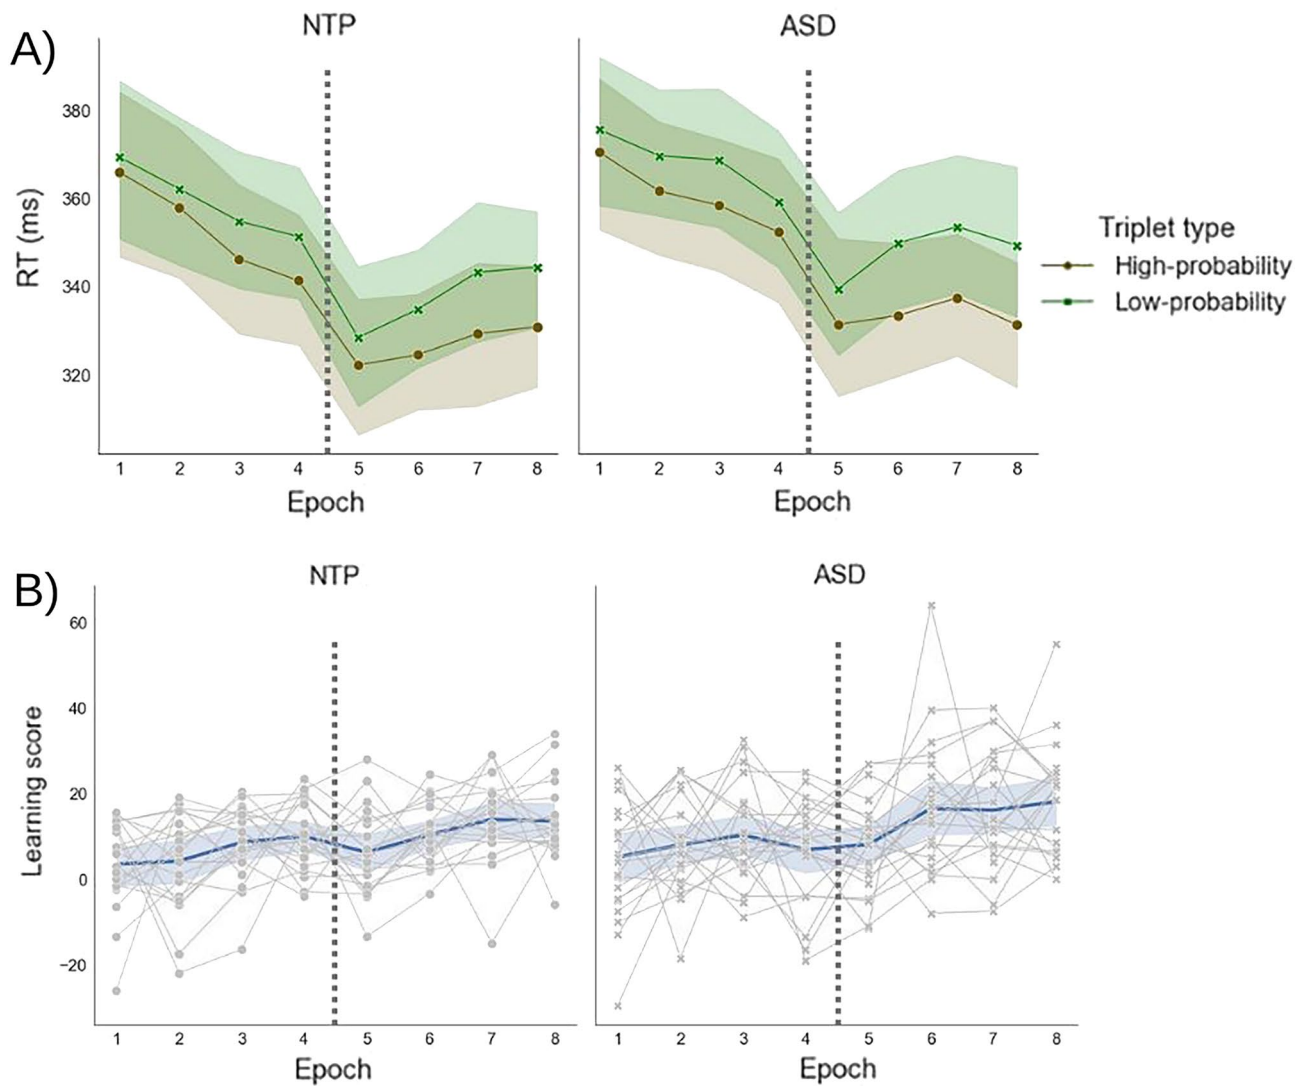 A)
NTP
ASD
RT (ms)
380
360
340
320
1 2 3 4 5 6 7 8
1 2 3 4 5 6 7 8
Epoch
Epoch
Triplet type
High-probability
Low-probability
B)
NTP
ASD
Learning score
60
40
20
0
−20
1 2 3 4 5 6 7 8
1 2 3 4 5 6 7 8
Epoch
Epoch